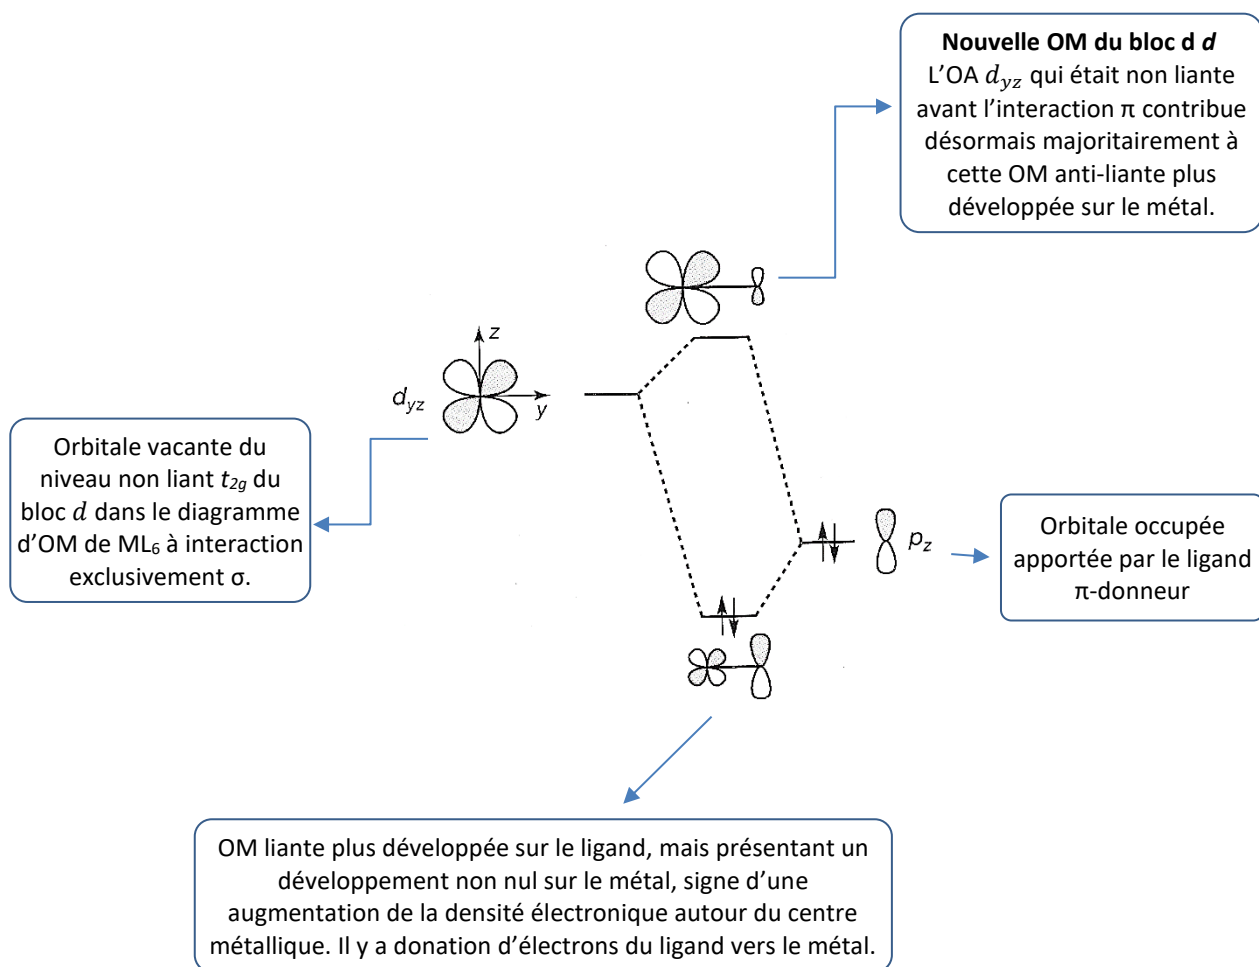 Nouvelle OM du bloc d d
L'OA d_yz qui était non liante
avant l'interaction π contribue
désormais majoritairement à
cette OM anti-liante plus
développée sur le métal.
z
d_yz
y
Orbitale vacante du
niveau non liant t_2g du
bloc d dans le diagramme
d'OM de ML₆ à interaction
exclusivement σ.
p_z
Orbitale occupée
apportée par le ligand
π-donneur
OM liante plus développée sur le ligand, mais présentant un
développement non nul sur le métal, signe d'une
augmentation de la densité électronique autour du centre
métallique. Il y a donation d'électrons du ligand vers le métal.